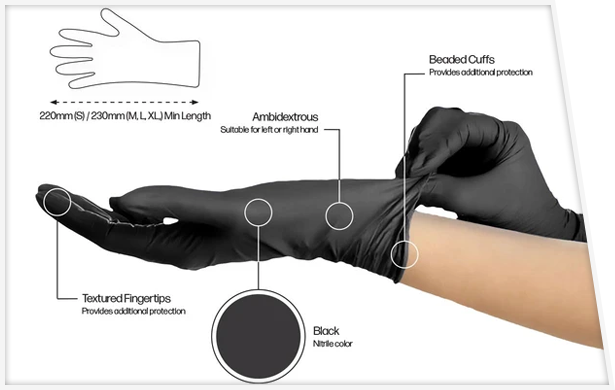 220mm (S) / 230mm (M, L, XL,) Min Length
Beaded Cuffs
Provides additional protection
Ambidextrous
Suitable for left or right hand
Textured Fingertips
Provides additional protection
Black
Nitrile color